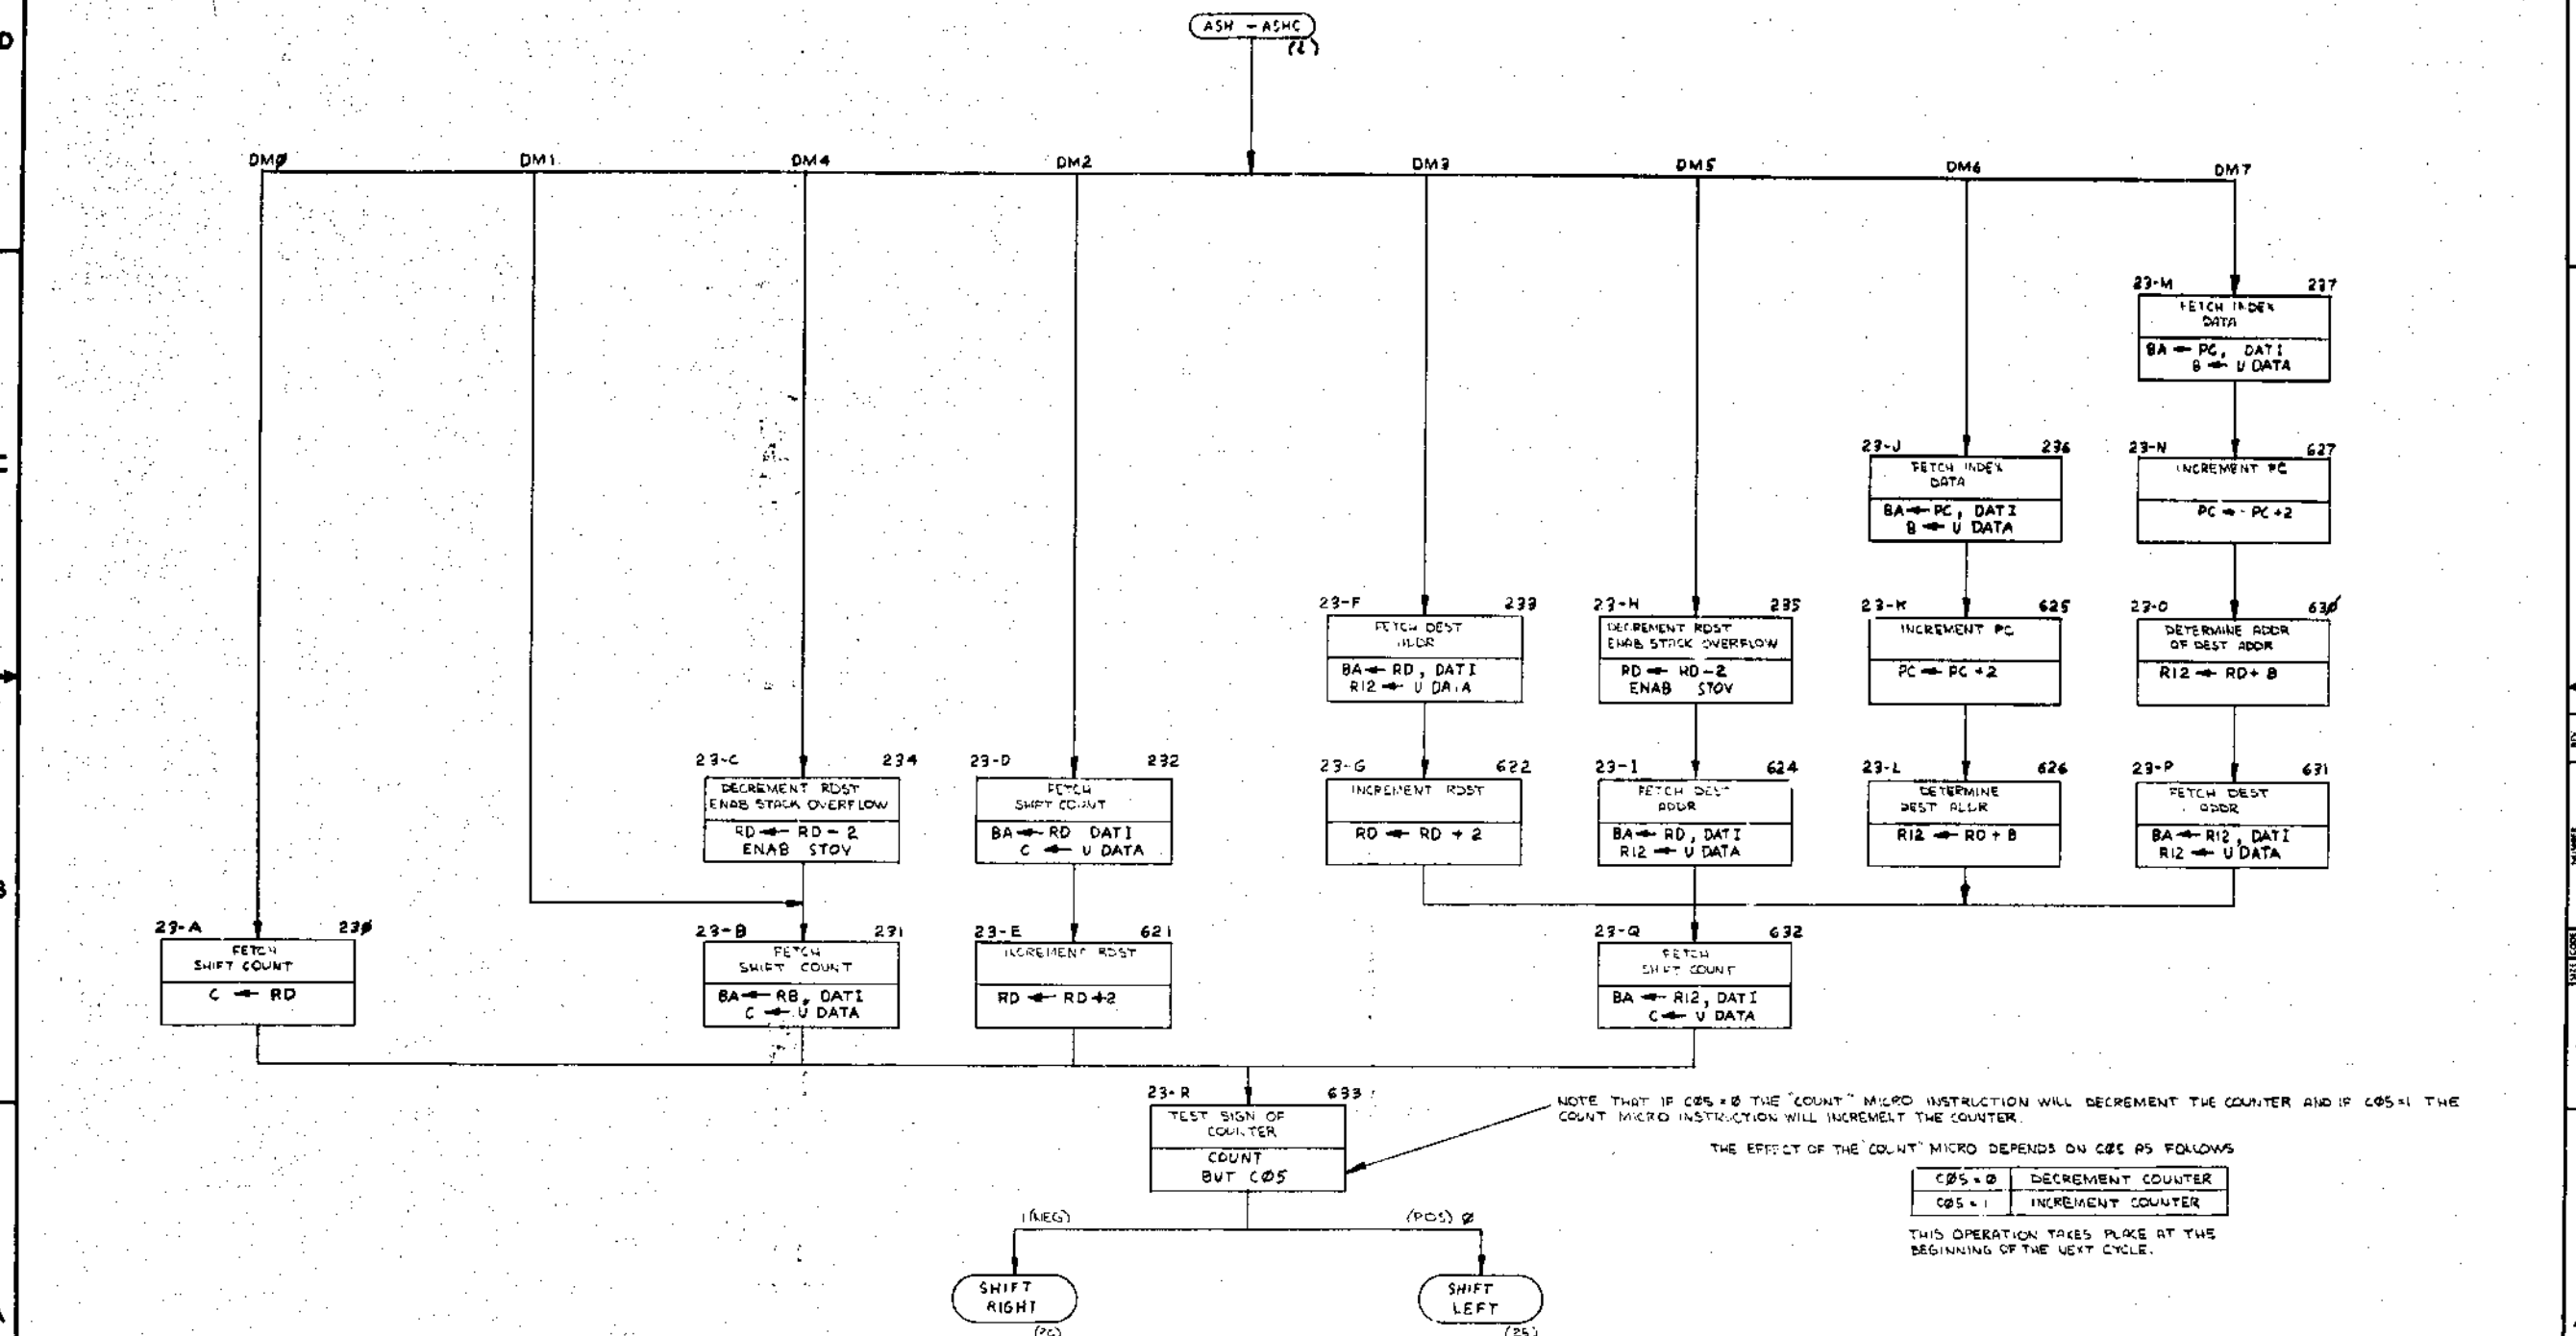 ASH - ASHC
(2)
DM0
DM1
DM4
DM2
DM3
DM5
DM6
DM7
23-M 237
FETCH INDEX
DATA
BA ← PC, DATI
B ← U DATA
23-J 236
FETCH INDEX
DATA
BA ← PC, DATI
B ← U DATA
23-N 627
INCREMENT PC
PC ← PC +2
23-F 233
FETCH DEST
ADDR
BA ← RD, DATI
R12 ← U DATA
23-H 235
DECREMENT RDST
ENAB STACK OVERFLOW
RD ← RD-2
ENAB STOV
23-K 625
INCREMENT PC
PC ← PC +2
23-O 630
DETERMINE ADDR
OF DEST ADDR
R12 ← RD+ B
23-C 234
DECREMENT RDST
ENAB STACK OVERFLOW
RD ← RD - 2
ENAB STOV
23-D 232
FETCH
SHIFT COUNT
BA ← RD DATI
C ← U DATA
23-G 622
INCREMENT RDST
RD ← RD + 2
23-I 624
FETCH DEST
ADDR
BA ← RD, DATI
R12 ← U DATA
23-L 626
DETERMINE
DEST ADDR
R12 ← RD + B
23-P 631
FETCH DEST
ADDR
BA ← R12, DATI
R12 ← U DATA
23-A 230
FETCH
SHIFT COUNT
C ← RD
23-B 231
FETCH
SHIFT COUNT
BA ← RB, DATI
C ← U DATA
23-E 621
INCREMENT RDST
RD ← RD +2
23-Q 632
FETCH
SHIFT COUNT
BA ← R12, DATI
C ← U DATA
23-R 633
TEST SIGN OF
COUNTER
COUNT
BUT C05
NOTE THAT IF C05 = 0 THE "COUNT" MICRO INSTRUCTION WILL DECREMENT THE COUNTER AND IF C05 = 1 THE
COUNT MICRO INSTRUCTION WILL INCREMENT THE COUNTER.
THE EFFECT OF THE "COUNT" MICRO DEPENDS ON C05 AS FOLLOWS
C05 = 0 DECREMENT COUNTER
C05 = 1 INCREMENT COUNTER
THIS OPERATION TAKES PLACE AT THE
BEGINNING OF THE NEXT CYCLE.
1 (NEG)
(POS) 0
SHIFT
RIGHT
SHIFT
LEFT
(25)